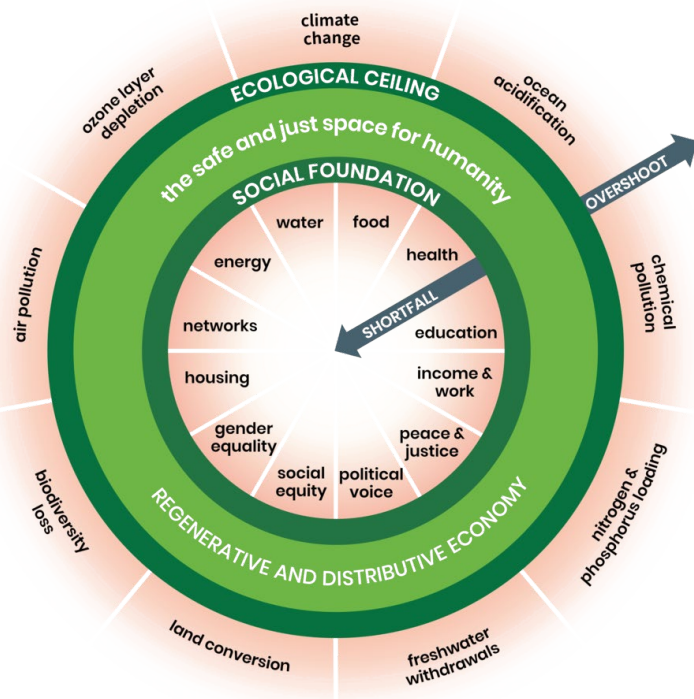 climate
change
ocean
acidification
chemical
pollution
nitrogen &
phosphorus loading
freshwater
withdrawals
land conversion
biodiversity
loss
air pollution
ozone layer
depletion
ECOLOGICAL CEILING
the safe and just space for humanity
OVERSHOOT
SOCIAL FOUNDATION
water
food
health
SHORTFALL
education
income &
work
peace &
justice
political
voice
social
equity
gender
equality
housing
networks
energy
REGENERATIVE AND DISTRIBUTIVE ECONOMY